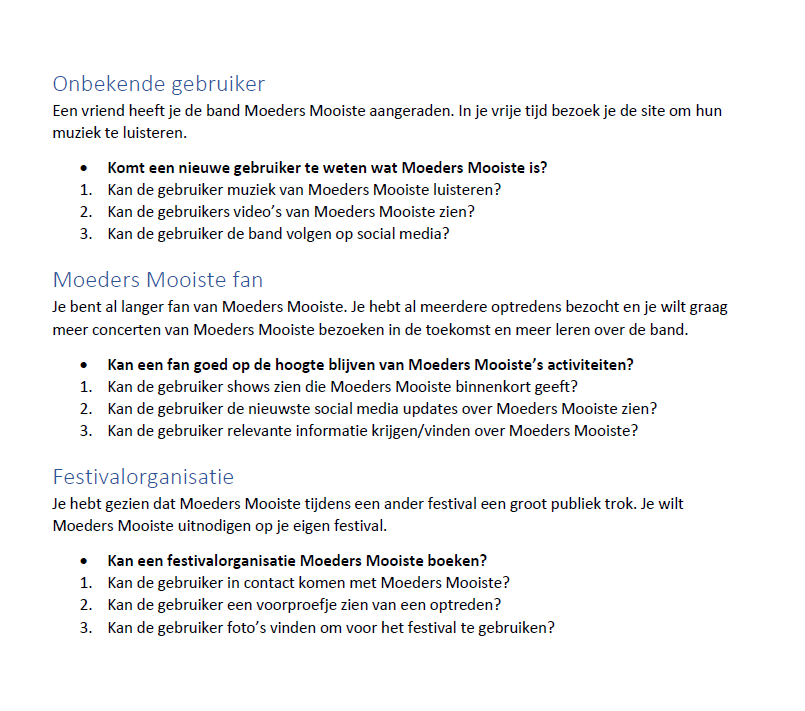 Onbekende gebruiker
Een vriend heeft je de band Moeders Mooiste aangeraden. In je vrije tijd bezoek je de site om hun
muziek te luisteren.
• Komt een nieuwe gebruiker te weten wat Moeders Mooiste is?
1. Kan de gebruiker muziek van Moeders Mooiste luisteren?
2. Kan de gebruikers video’s van Moeders Mooiste zien?
3. Kan de gebruiker de band volgen op social media?
Moeders Mooiste fan
Je bent al langer fan van Moeders Mooiste. Je hebt al meerdere optredens bezocht en je wilt graag
meer concerten van Moeders Mooiste bezoeken in de toekomst en meer leren over de band.
• Kan een fan goed op de hoogte blijven van Moeders Mooiste’s activiteiten?
1. Kan de gebruiker shows zien die Moeders Mooiste binnenkort geeft?
2. Kan de gebruiker de nieuwste social media updates over Moeders Mooiste zien?
3. Kan de gebruiker relevante informatie krijgen/vinden over Moeders Mooiste?
Festivalorganisatie
Je hebt gezien dat Moeders Mooiste tijdens een ander festival een groot publiek trok. Je wilt
Moeders Mooiste uitnodigen op je eigen festival.
• Kan een festivalorganisatie Moeders Mooiste boeken?
1. Kan de gebruiker in contact komen met Moeders Mooiste?
2. Kan de gebruiker een voorproefje zien van een optreden?
3. Kan de gebruiker foto’s vinden om voor het festival te gebruiken?